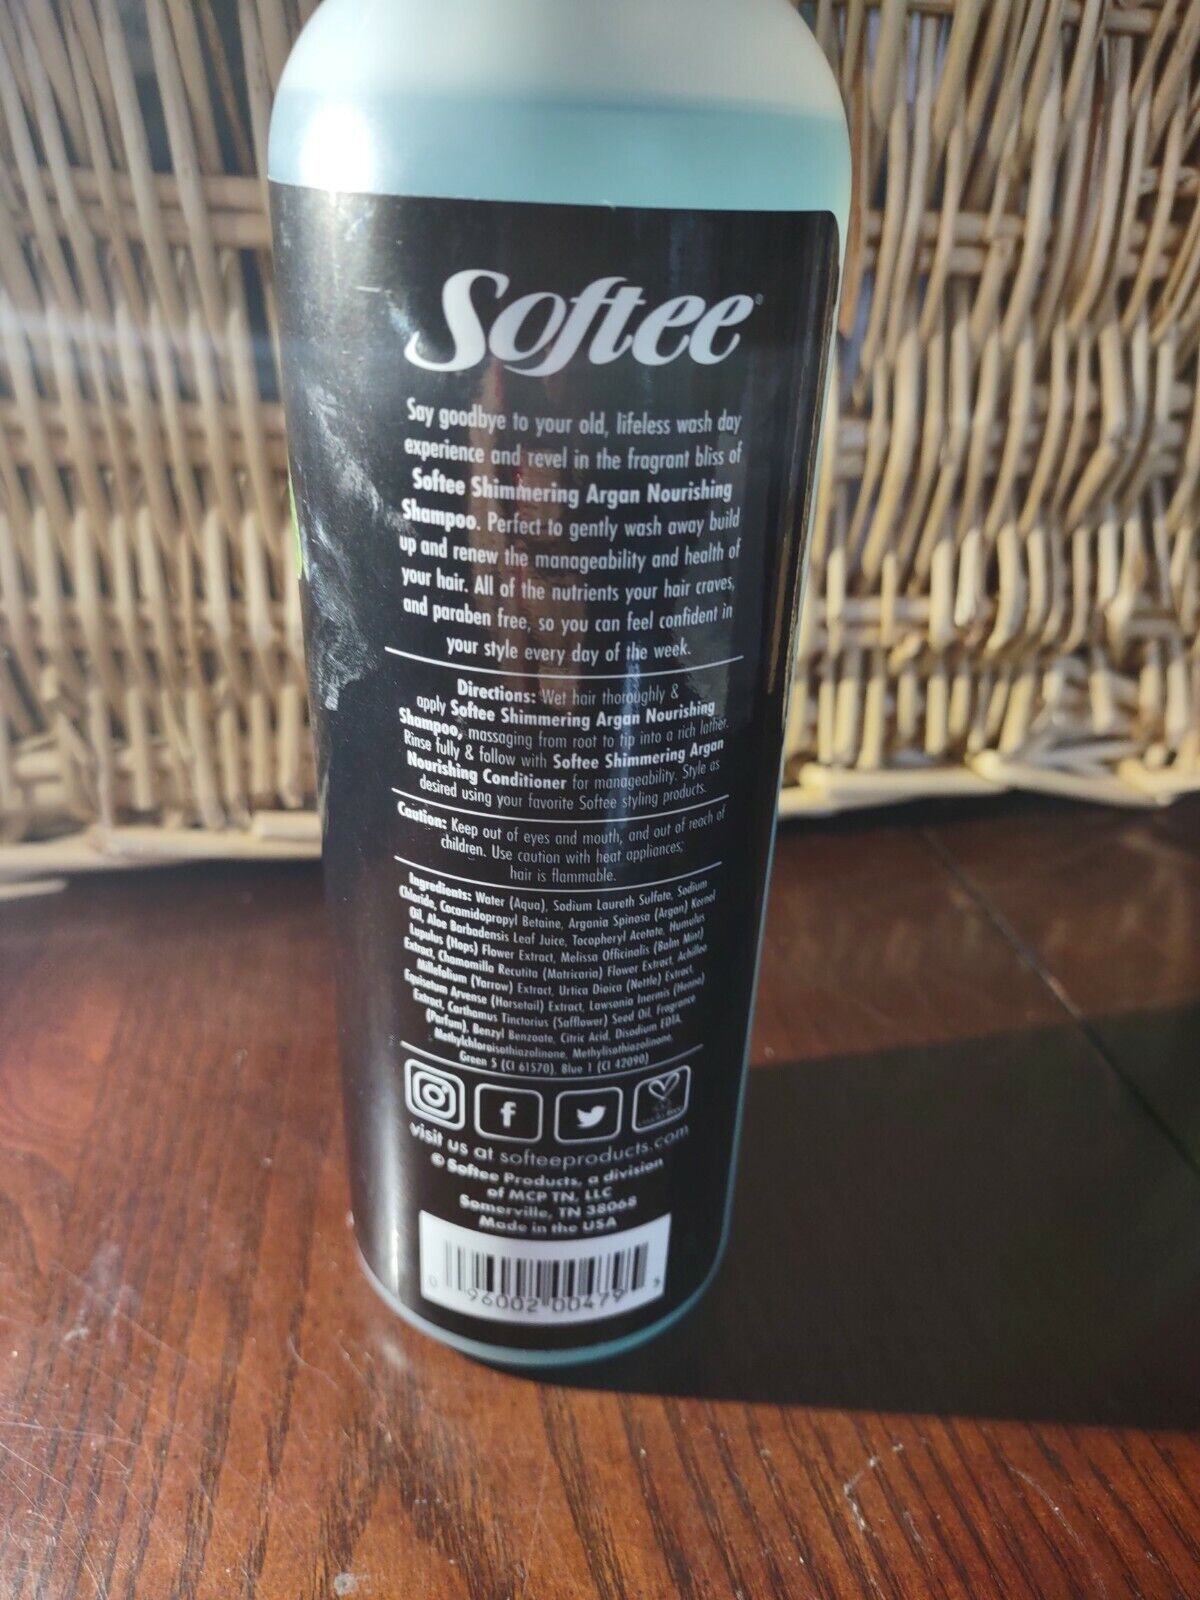 Softee®
Say goodbye to your old, lifeless wash day
experience and revel in the fragrant bliss of
Softee Shimmering Argan Nourishing
Shampoo. Perfect to gently wash away build
up and renew the manageability and health of
your hair. All of the nutrients your hair craves,
and paraben free, so you can feel confident in
your style every day of the week.
Directions: Wet hair thoroughly &
apply Softee Shimmering Argan Nourishing
Shampoo, massaging from root to tip into a rich lather.
Rinse fully & follow with Softee Shimmering Argan
Nourishing Conditioner for manageability. Style as
desired using your favorite Softee styling products.
Caution: Keep out of eyes and mouth, and out of reach of
children. Use caution with heat appliances;
hair is flammable.
Ingredients: Water (Aqua), Sodium Laureth Sulfate, Sodium
Chloride, Cocamidopropyl Betaine, Argania Spinosa (Argan) Kernel
Oil, Aloe Barbadensis Leaf Juice, Tocopheryl Acetate, Humulus
Lupulus (Hops) Flower Extract, Melissa Officinalis (Balm Mint)
Extract, Chamomilla Recutita (Matricaria) Flower Extract, Achillea
Millefolium (Yarrow) Extract, Urtica Dioica (Nettle) Extract,
Equisetum Arvense (Horsetail) Extract, Lawsonia Inermis (Henna)
Extract, Carthamus Tinctorius (Safflower) Seed Oil, Fragrance
(Parfum), Benzyl Benzoate, Citric Acid, Disodium EDTA,
Methylchloroisothiazolinone, Methylisothiazolinone,
Green 5 (CI 61570), Blue 1 (CI 42090)
visit us at softeeproducts.com
© Softee Products, a division
of MCP TN, LLC
Somerville, TN 38068
Made in the USA
0 96002 00479 5